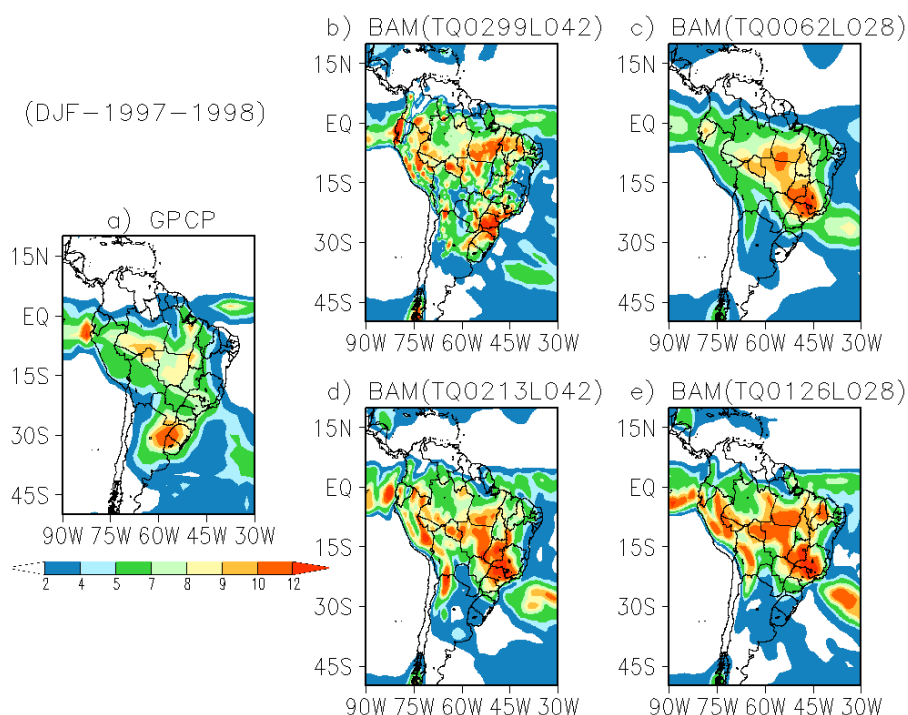 b) BAM(TQ0299L042)
c) BAM(TQ0062L028)
15N
EQ
15S
30S
45S
90W 75W 60W 45W 30W
15N
EQ
15S
30S
45S
90W 75W 60W 45W 30W
(DJF-1997-1998)
a) GPCP
15N
EQ
15S
30S
45S
90W 75W 60W 45W 30W
2 4 5 7 8 9 10 12
d) BAM(TQ0213L042)
e) BAM(TQ0126L028)
15N
EQ
15S
30S
45S
90W 75W 60W 45W 30W
15N
EQ
15S
30S
45S
90W 75W 60W 45W 30W